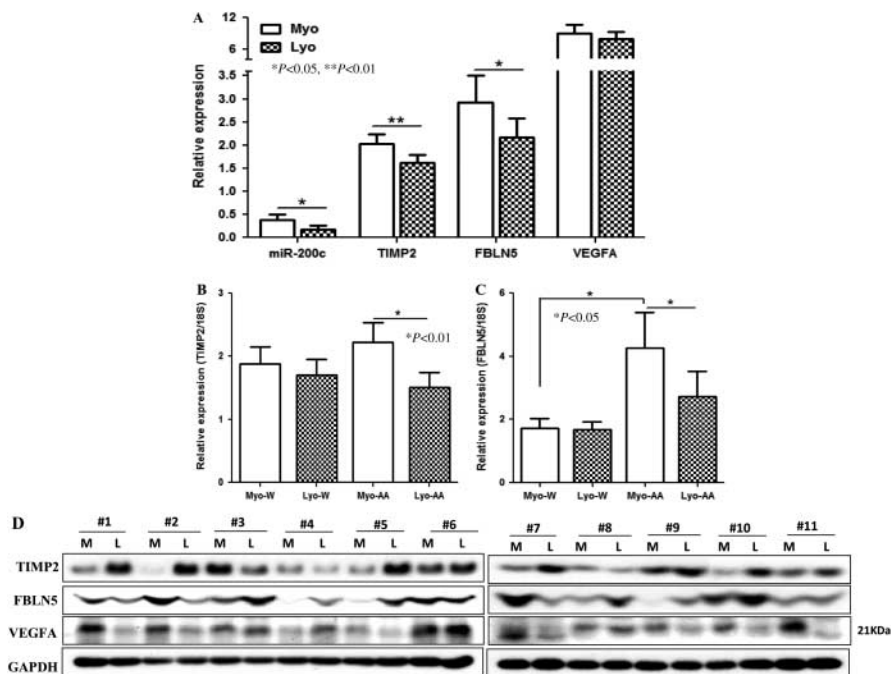 A
Relative expression
12
6
3.5
3.0
2.5
2.0
1.5
1.0
0.5
0.0
Myo
Lyo
*P<0.05, **P<0.01
*
**
*
miR-200c TIMP2 FBLN5 VEGFA
B
Relative expression (TIMP2/18S)
3
2
1
0
*
*P<0.01
Myo-W Lyo-W Myo-AA Lyo-AA
C
Relative expression (FBLN5/18S)
6
4
2
0
*
*
*P<0.05
Myo-W Lyo-W Myo-AA Lyo-AA
D
#1 #2 #3 #4 #5 #6 #7 #8 #9 #10 #11
M L M L M L M L M L M L M L M L M L M L M L
TIMP2
FBLN5
VEGFA 21KDa
GAPDH